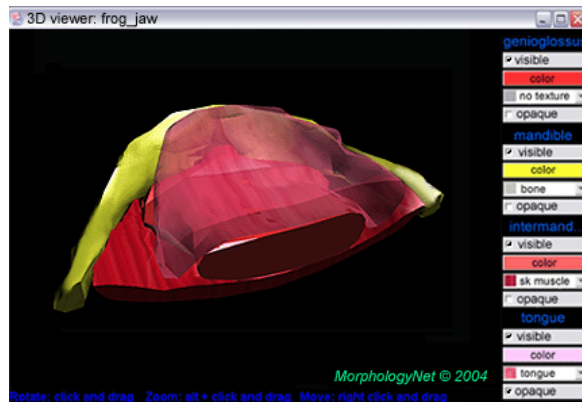 3D viewer: frog_jaw
genioglossus
visible
color
no texture
opaque
mandible
visible
color
bone
opaque
intermand..
visible
color
sk muscle
opaque
tongue
visible
color
tongue
opaque
MorphologyNet © 2004
Rotate: click and drag Zoom: alt + click and drag Move: right click and drag